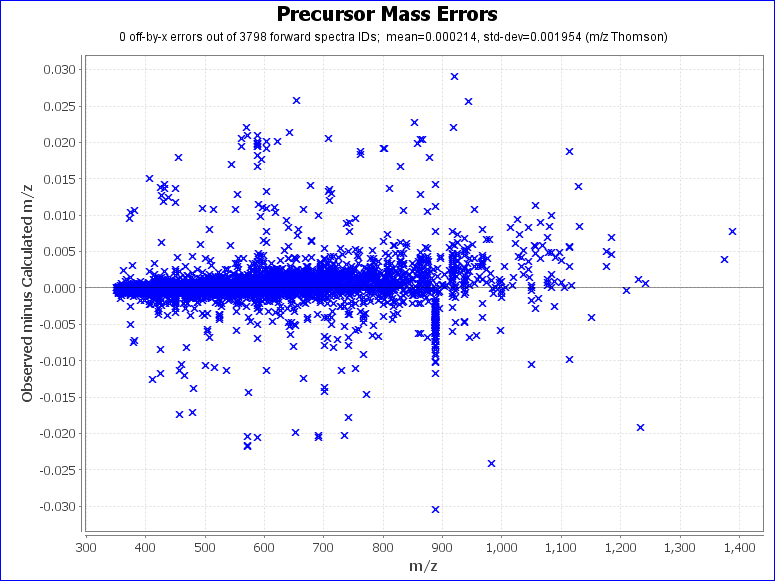 Precursor Mass Errors
0 off-by-x errors out of 3798 forward spectra IDs;  mean=0.000214, std-dev=0.001954 (m/z Thomson)
Observed minus Calculated m/z
0.030
0.025
0.020
0.015
0.010
0.005
0.000
-0.005
-0.010
-0.015
-0.020
-0.025
-0.030
300 400 500 600 700 800 900 1,000 1,100 1,200 1,300 1,400
m/z